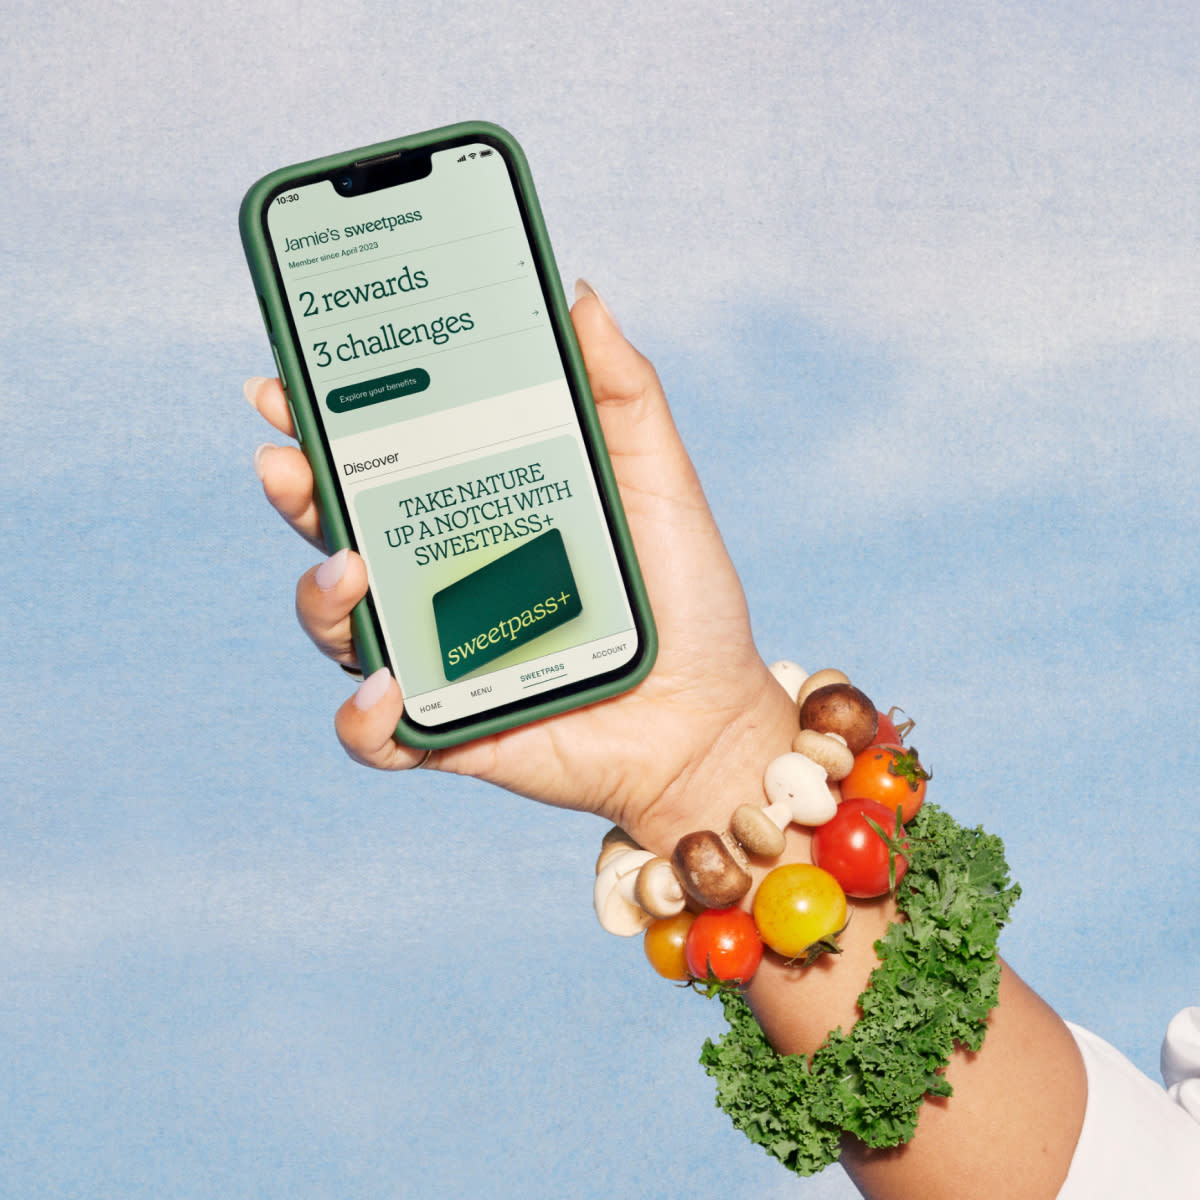 10:30
Jamie's sweetpass
Member since April 2023
2 rewards
3 challenges
Explore your benefits
Discover
TAKE NATURE
UP A NOTCH WITH
SWEETPASS+
sweetpass+
HOME MENU SWEETPASS ACCOUNT